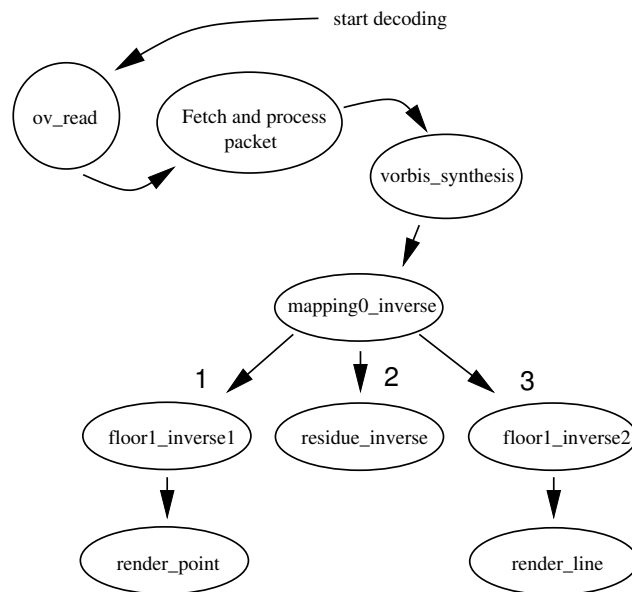 start decoding
ov_read
Fetch and process
packet
vorbis_synthesis
mapping0_inverse
1
2
3
floor1_inverse1
residue_inverse
floor1_inverse2
render_point
render_line